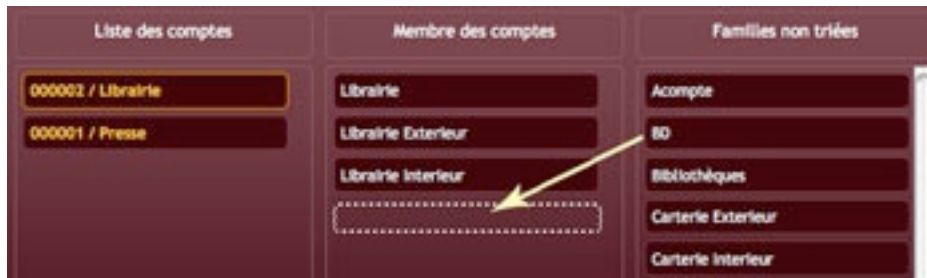 Liste des comptes
Membre des comptes
Familles non triées
000002 / Librairie
000001 / Presse
Librairie
Librairie Exterieur
Librairie Interieur
Acompte
BD
Bibliothèques
Carterie Exterieur
Carterie Interieur